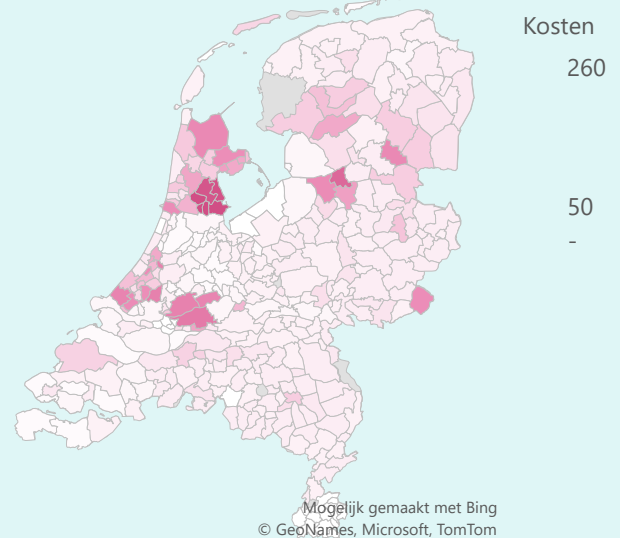 Kosten
260
50
-
Mogelijk gemaakt met Bing
© GeoNames, Microsoft, TomTom